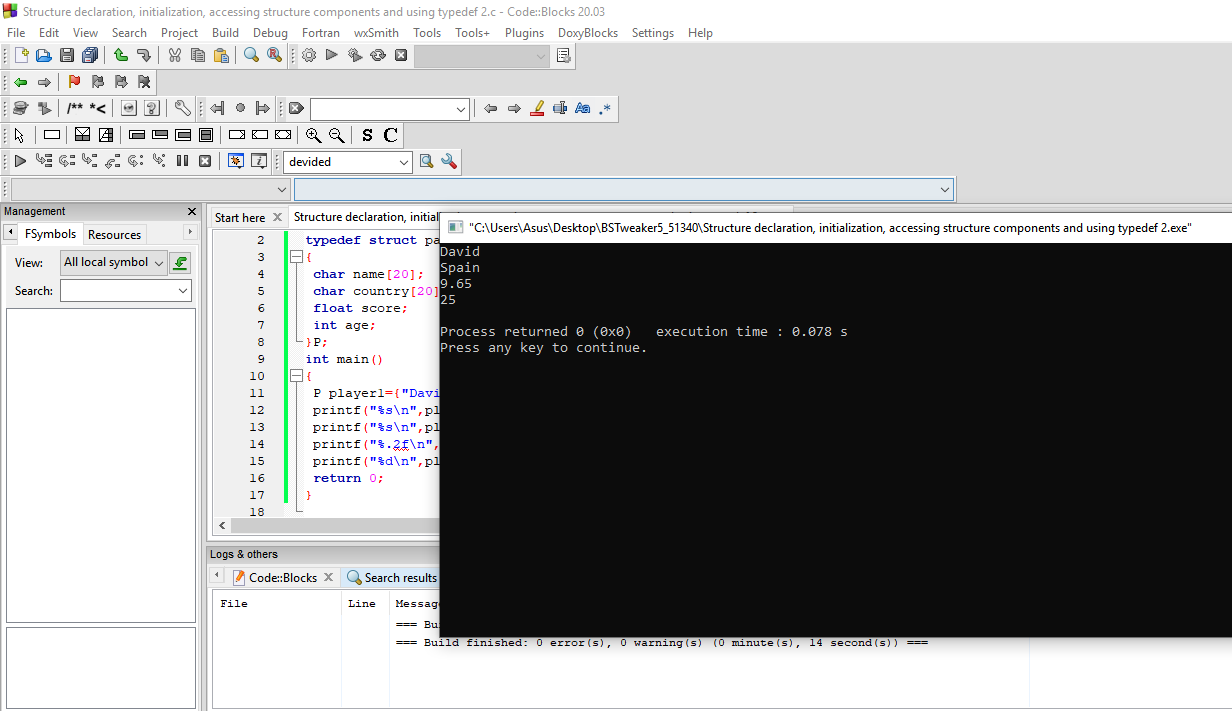 Structure declaration, initialization, accessing structure components and using typedef 2.c - Code::Blocks 20.03
File Edit View Search Project Build Debug Fortran wxSmith Tools Tools+ Plugins DoxyBlocks Settings Help
/** *<
Aa .*
S C
devided
Management
FSymbols Resources
View: All local symbol
Search:
Start here Structure declaration, initial
2 typedef struct pa
3 {
4 char name[20];
5 char country[20]
6 float score;
7 int age;
8 }P;
9 int main()
10 {
11 P player1={"Davi
12 printf("%s\n",pl
13 printf("%s\n",pl
14 printf("%.2f\n",
15 printf("%d\n",pl
16 return 0;
17 }
18
"C:\Users\Asus\Desktop\BSTweaker5_51340\Structure declaration, initialization, accessing structure components and using typedef 2.exe"
David
Spain
9.65
25
Process returned 0 (0x0)   execution time : 0.078 s
Press any key to continue.
Logs & others
Code::Blocks Search results
File Line Message
=== Bu
=== Build finished: 0 error(s), 0 warning(s) (0 minute(s), 14 second(s)) ===